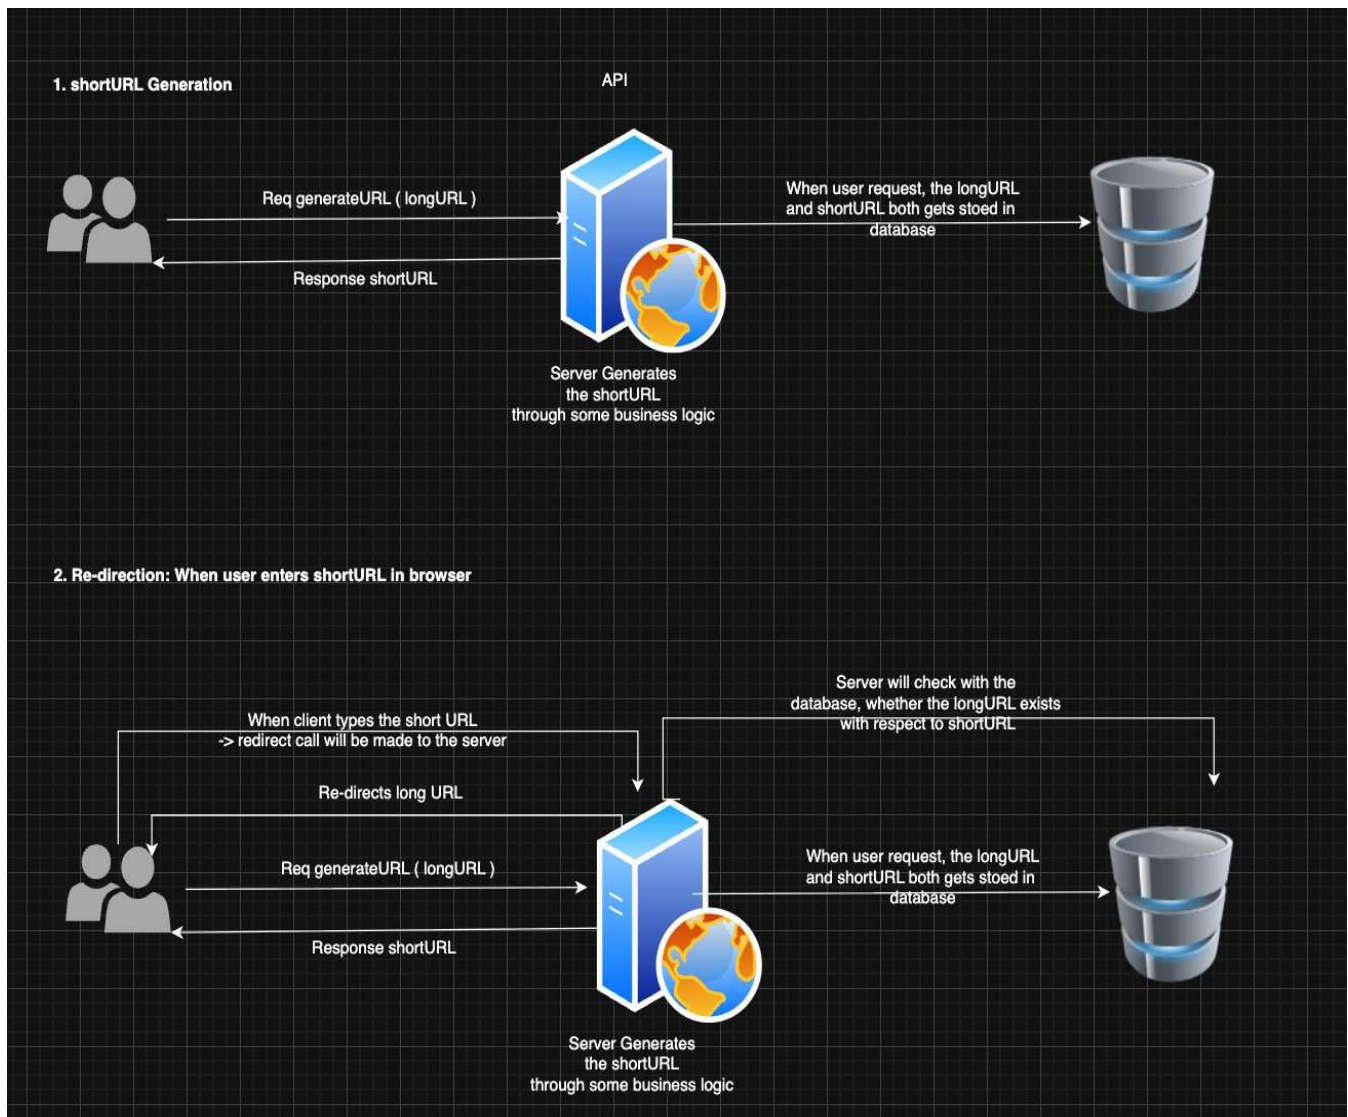 1. shortURL Generation
API
Req generateURL ( longURL )
When user request, the longURL
and shortURL both gets stoed in
database
Response shortURL
Server Generates
the shortURL
through some business logic
2. Re-direction: When user enters shortURL in browser
Server will check with the
database, whether the longURL exists
with respect to shortURL
When client types the short URL
-> redirect call will be made to the server
Re-directs long URL
Req generateURL ( longURL )
When user request, the longURL
and shortURL both gets stoed in
database
Response shortURL
Server Generates
the shortURL
through some business logic